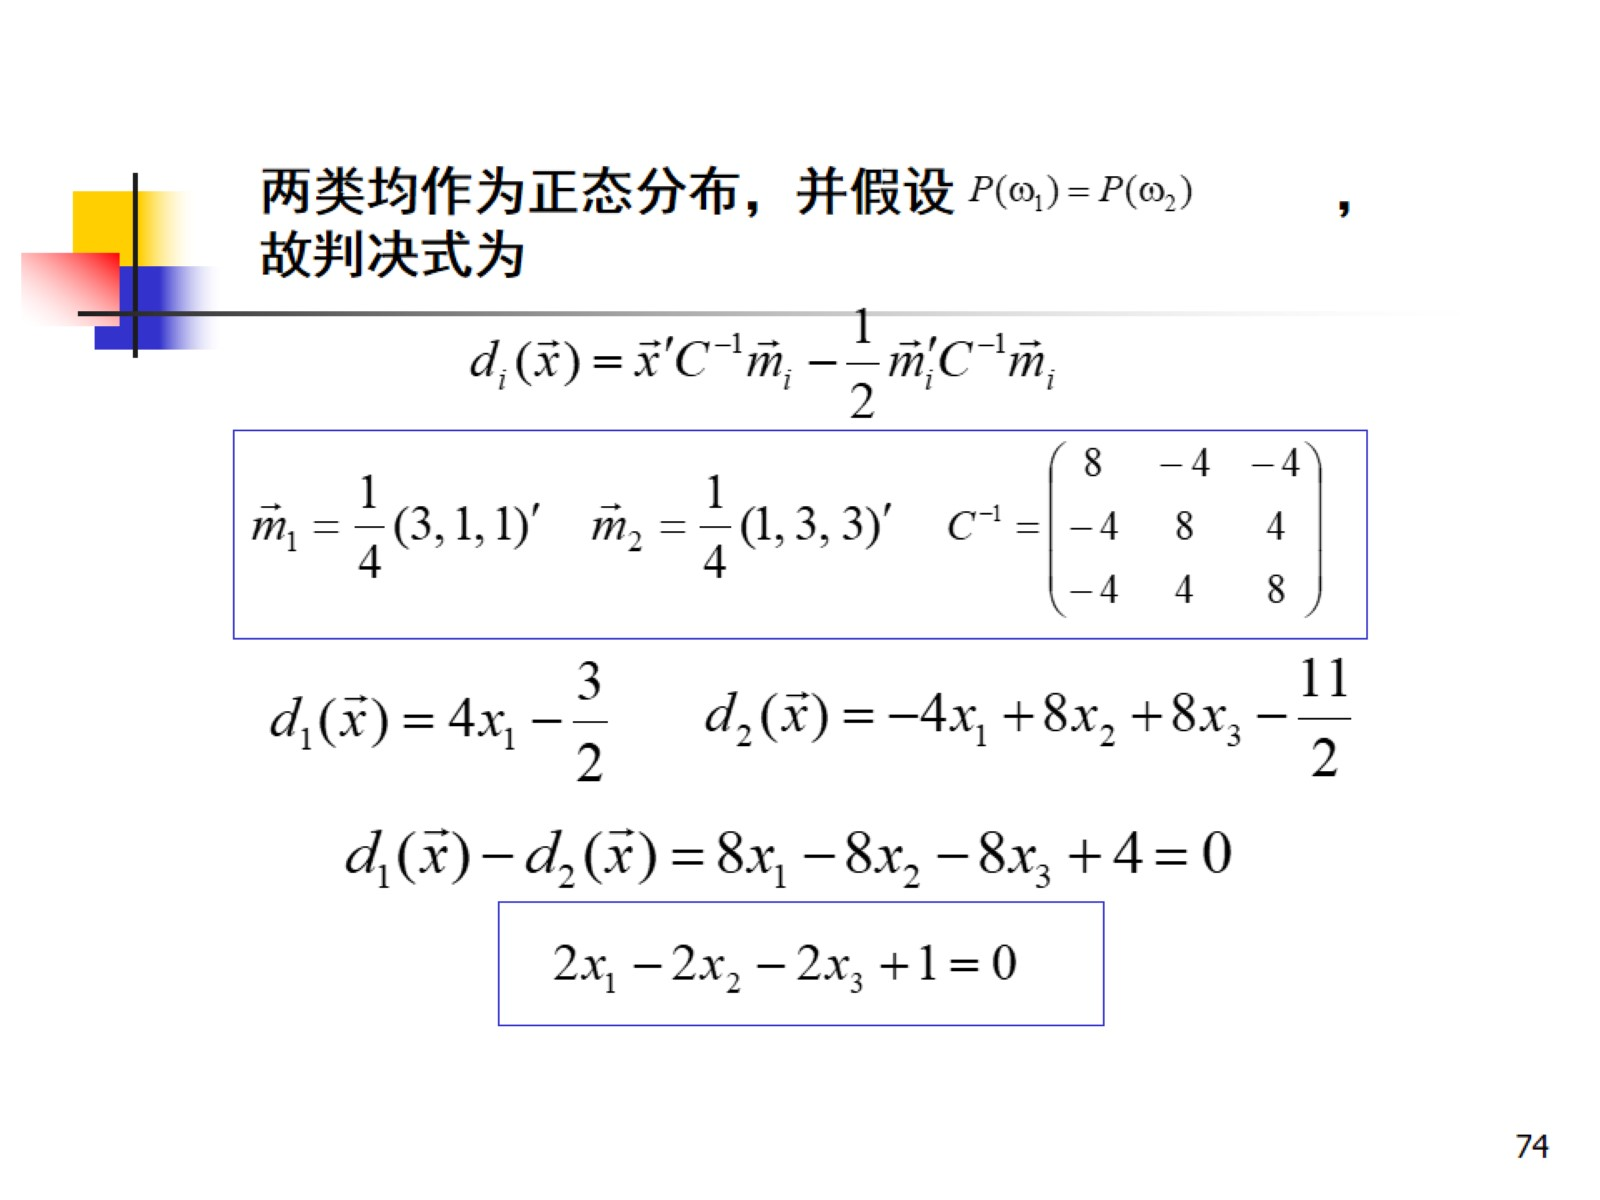 两类均作为正态分布，并假设 P(ω₁) = P(ω₂) ，
故判决式为
dᵢ(x⃗) = x⃗′C⁻¹m⃗ᵢ − 1/2 m⃗ᵢ′C⁻¹m⃗ᵢ
m⃗₁ = 1/4 (3, 1, 1)′ m⃗₂ = 1/4 (1, 3, 3)′ C⁻¹ = ( 8 −4 −4
−4 8 4
−4 4 8 )
d₁(x⃗) = 4x₁ − 3/2 d₂(x⃗) = −4x₁ + 8x₂ + 8x₃ − 11/2
d₁(x⃗) − d₂(x⃗) = 8x₁ − 8x₂ − 8x₃ + 4 = 0
2x₁ − 2x₂ − 2x₃ + 1 = 0
74